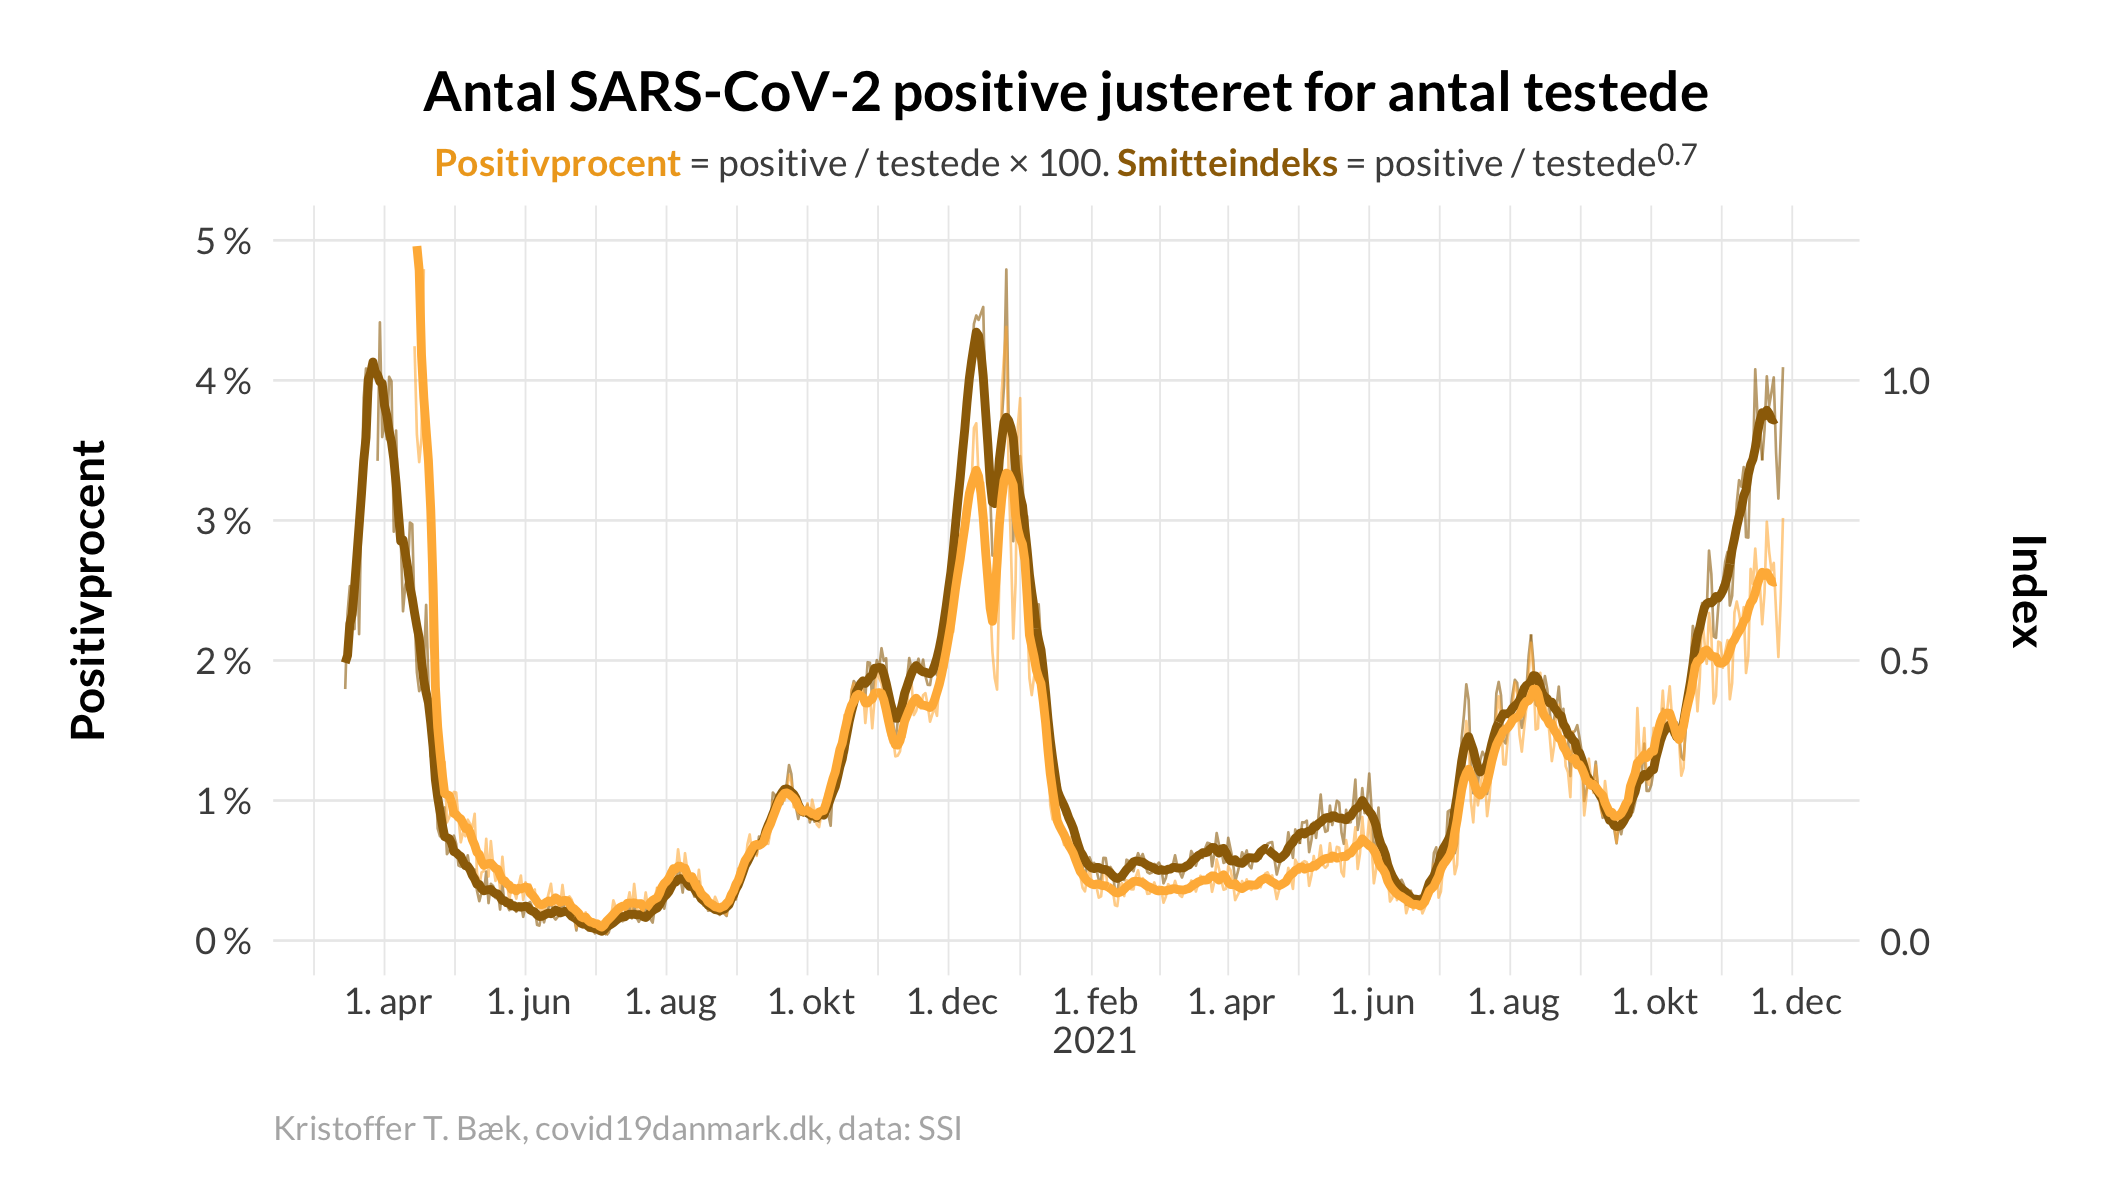 Antal SARS-CoV-2 positive justeret for antal testede
Positivprocent = positive / testede × 100. Smitteindeks = positive / testede^0.7
Positivprocent
5 %
4 %
3 %
2 %
1 %
0 %
1.0
0.5
0.0
Index
1. apr 1. jun 1. aug 1. okt 1. dec 1. feb 1. apr 1. jun 1. aug 1. okt 1. dec
2021
Kristoffer T. Bæk, covid19danmark.dk, data: SSI